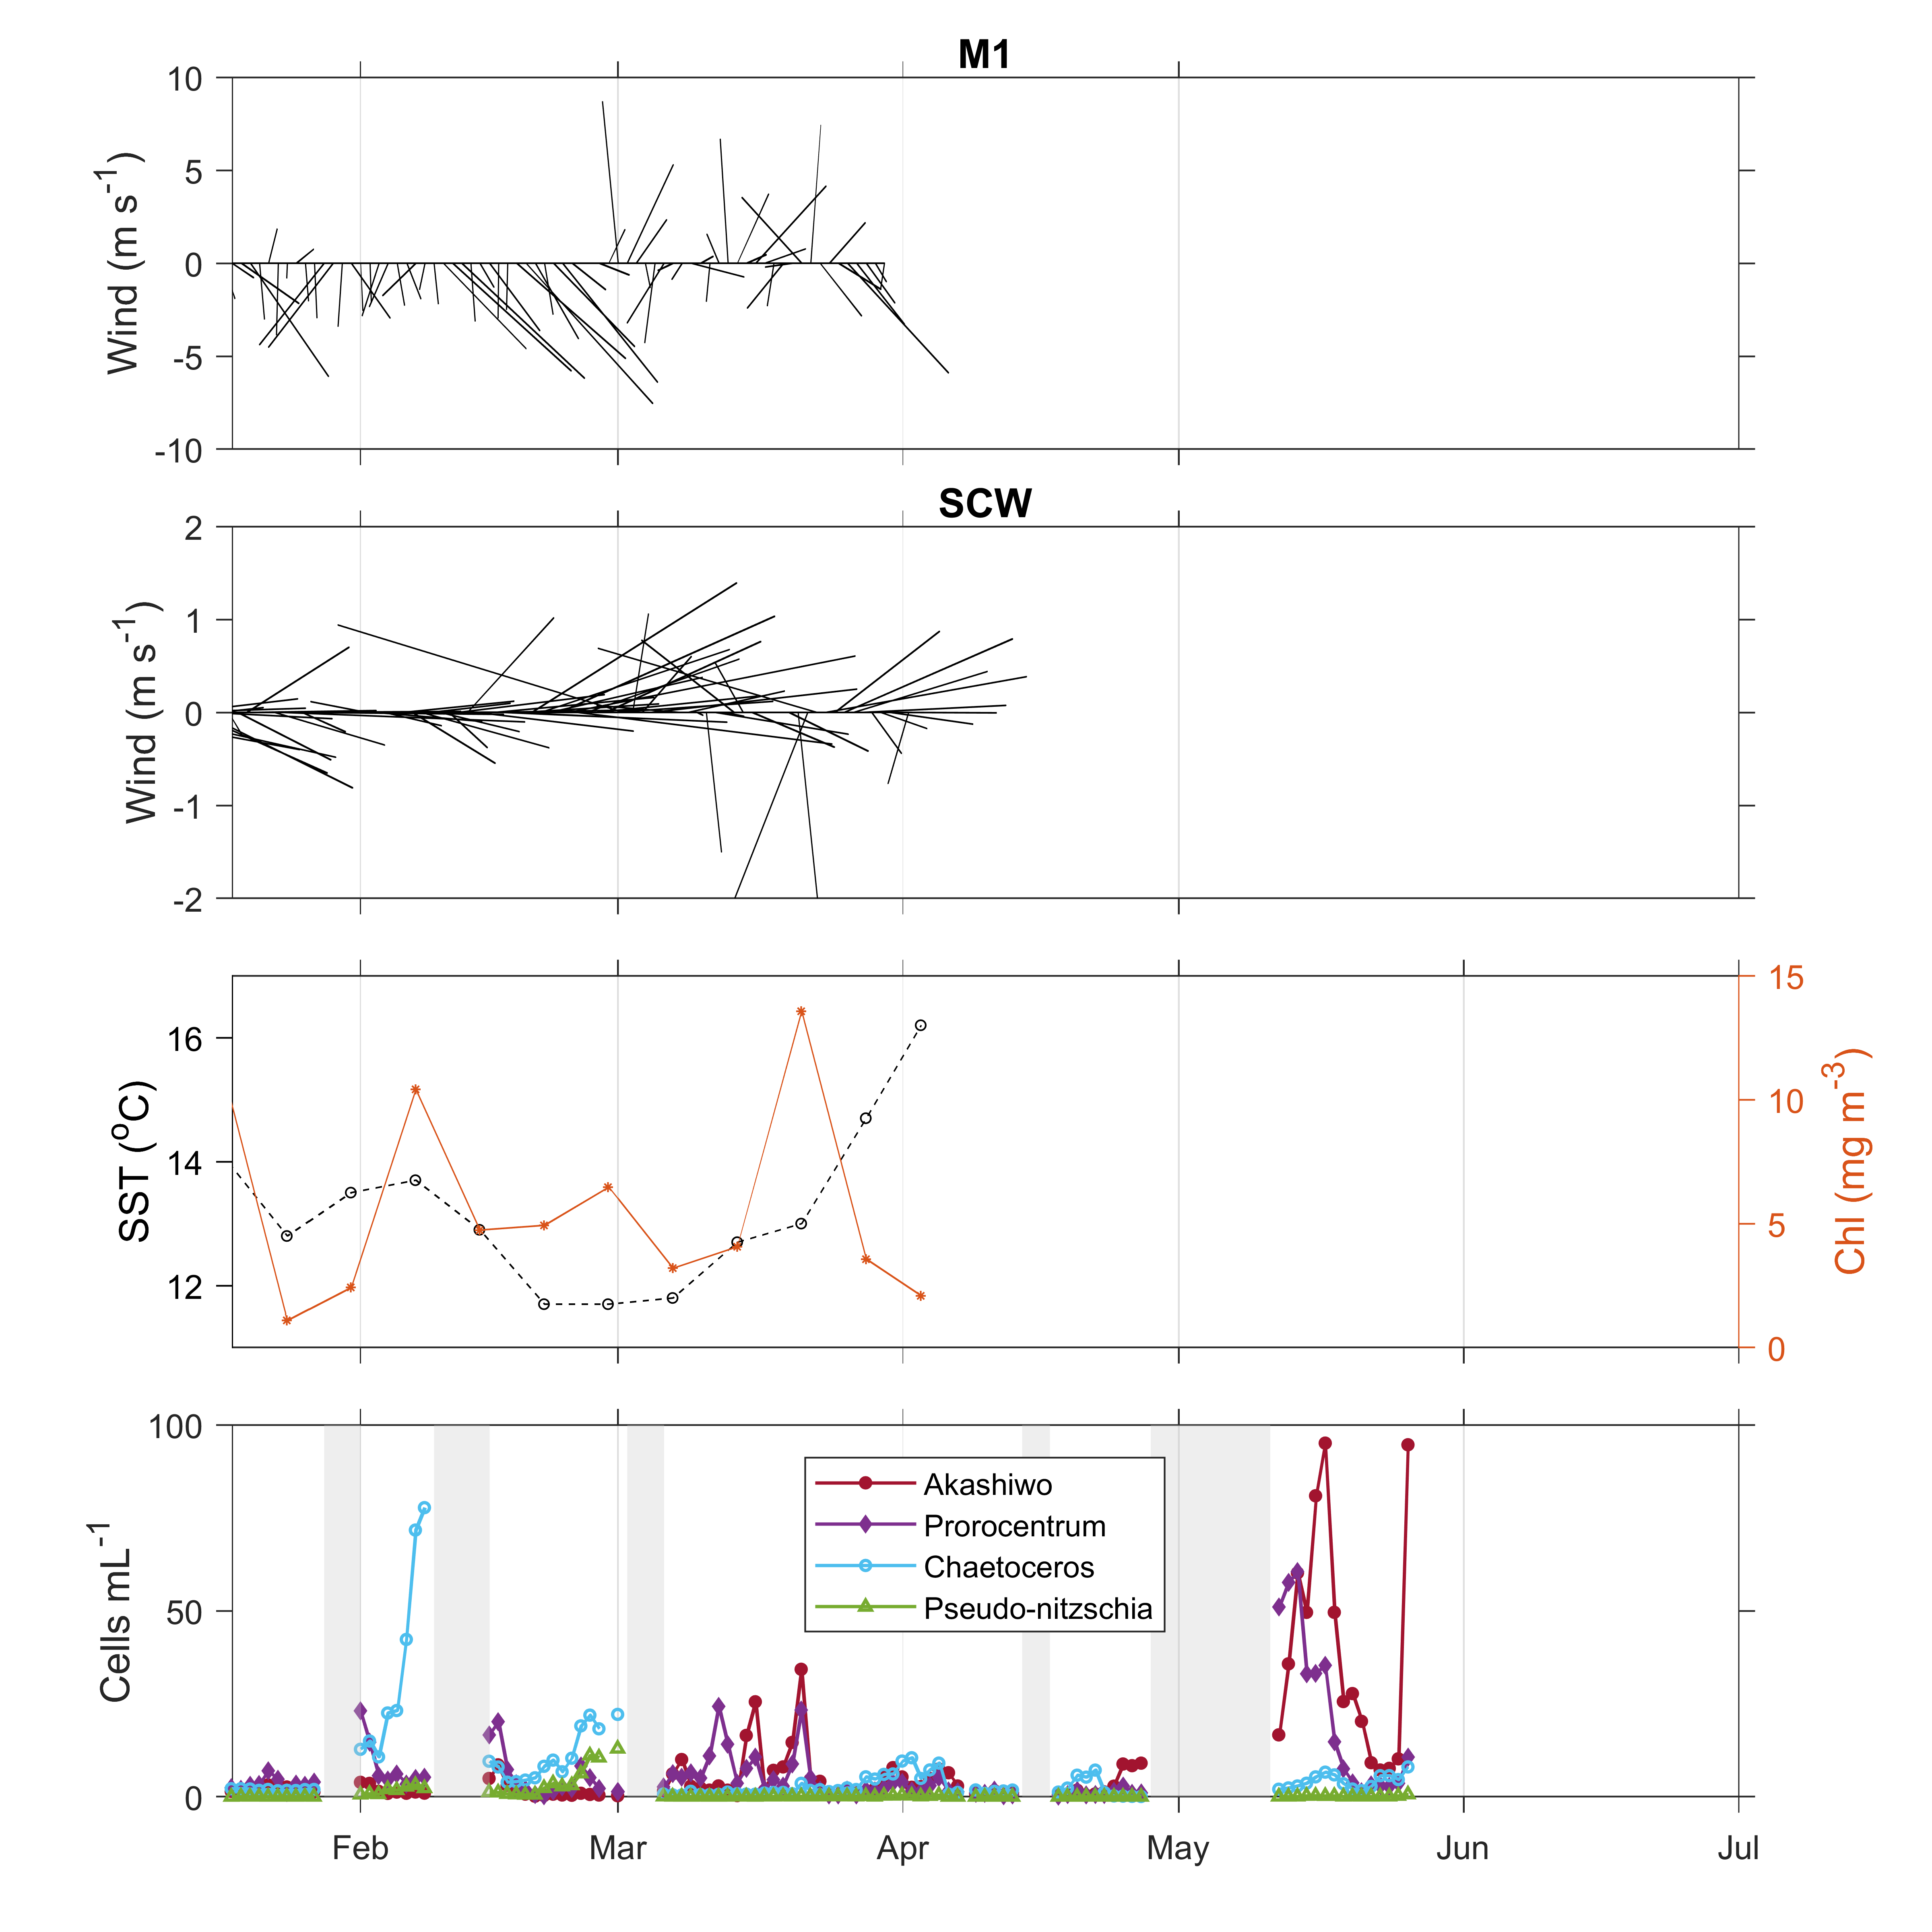 M1
10
5
0
-5
-10
Wind (m s-1)
SCW
2
1
0
-1
-2
Wind (m s-1)
16
14
12
SST (oC)
15
10
5
0
Chl (mg m-3)
100
50
0
Cells mL-1
Akashiwo
Prorocentrum
Chaetoceros
Pseudo-nitzschia
Feb Mar Apr May Jun Jul